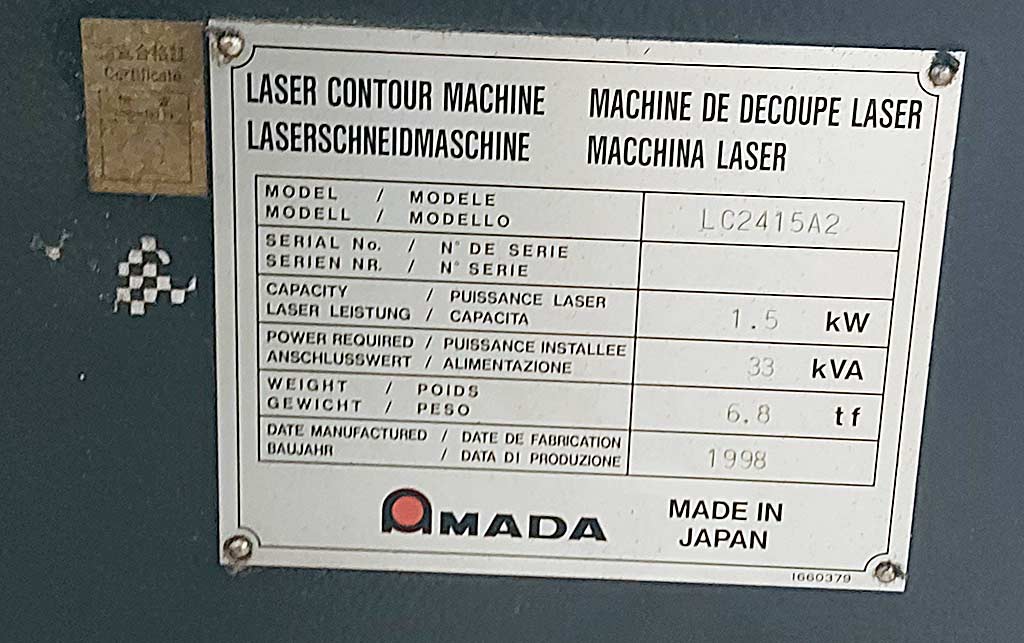 Certificate
LASER CONTOUR MACHINE MACHINE DE DECOUPE LASER
LASERSCHNEIDMASCHINE MACCHINA LASER
MODEL / MODELE
MODELL / MODELLO
LC2415A2
SERIAL No. / N° DE SERIE
SERIEN NR. / N° SERIE
CAPACITY / PUISSANCE LASER
LASER LEISTUNG / CAPACITA
1.5 kW
POWER REQUIRED / PUISSANCE INSTALLEE
ANSCHLUSSWERT / ALIMENTAZIONE
33 kVA
WEIGHT / POIDS
GEWICHT / PESO
6.8 tf
DATE MANUFACTURED / DATE DE FABRICATION
BAUJAHR / DATA DI PRODUZIONE
1998
AMADA
MADE IN
JAPAN
1660379